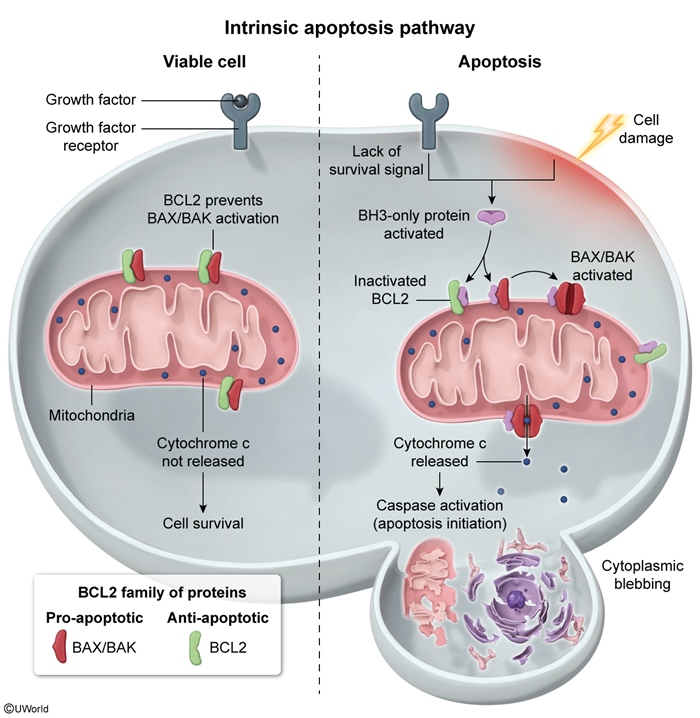 Intrinsic apoptosis pathway
Viable cell
Apoptosis
Growth factor
Growth factor
receptor
BCL2 prevents
BAX/BAK activation
Mitochondria
Cytochrome c
not released
Cell survival
Lack of
survival signal
Cell
damage
BH3-only protein
activated
Inactivated
BCL2
BAX/BAK
activated
Cytochrome c
released
Caspase activation
(apoptosis initiation)
Cytoplasmic
blebbing
BCL2 family of proteins
Pro-apoptotic
BAX/BAK
Anti-apoptotic
BCL2
©UWorld